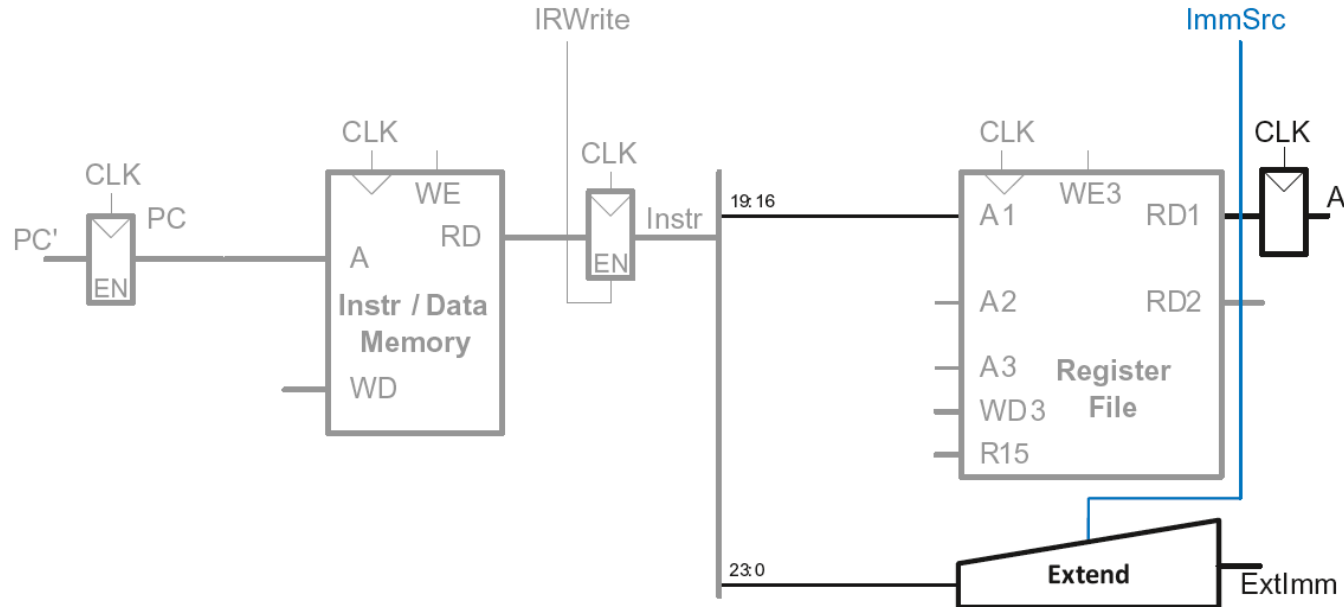 IRWrite
ImmSrc
CLK
CLK
CLK
CLK
CLK
PC'
PC
EN
WE
RD
A
Instr / Data
Memory
WD
EN
Instr
19:16
A1
WE3
RD1
A
A2
RD2
A3
Register
File
WD3
R15
23:0
Extend
ExtImm